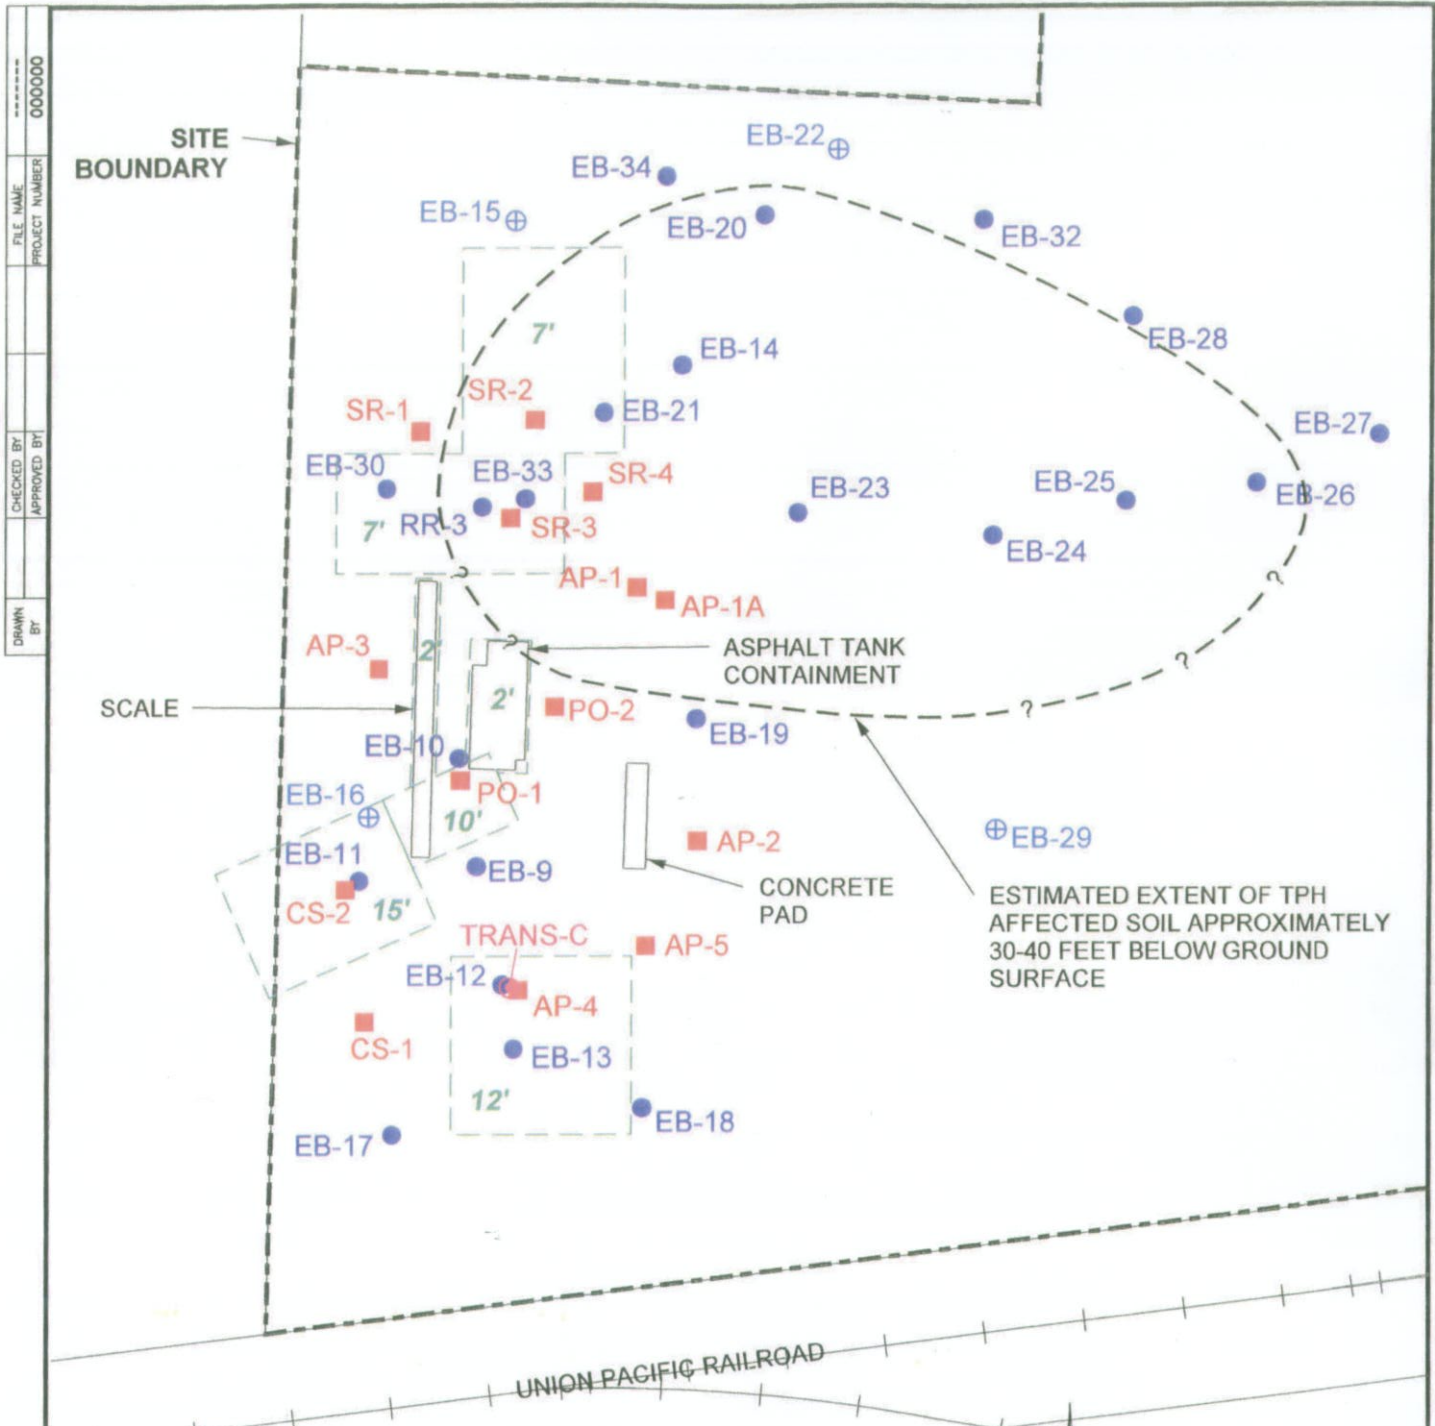 -------
000000
FILE NAME
PROJECT NUMBER
CHECKED BY
APPROVED BY
DRAWN
BY
SITE
BOUNDARY
EB-22
EB-34
EB-15
EB-20
EB-32
7'
EB-14
EB-28
SR-2
SR-1
EB-21
EB-27
EB-30
EB-33
SR-4
EB-23
EB-25
EB-26
RR-3
7'
SR-3
EB-24
?
AP-1
AP-1A
?
AP-3
2'
?
ASPHALT TANK
CONTAINMENT
?
SCALE
2'
PO-2
?
EB-19
EB-10
EB-16
PO-1
10'
EB-29
EB-11
EB-9
AP-2
CS-2
15'
CONCRETE
PAD
ESTIMATED EXTENT OF TPH
AFFECTED SOIL APPROXIMATELY
30-40 FEET BELOW GROUND
SURFACE
TRANS-C
AP-5
EB-12
AP-4
CS-1
EB-13
12'
EB-18
EB-17
UNION PACIFIC RAILROAD